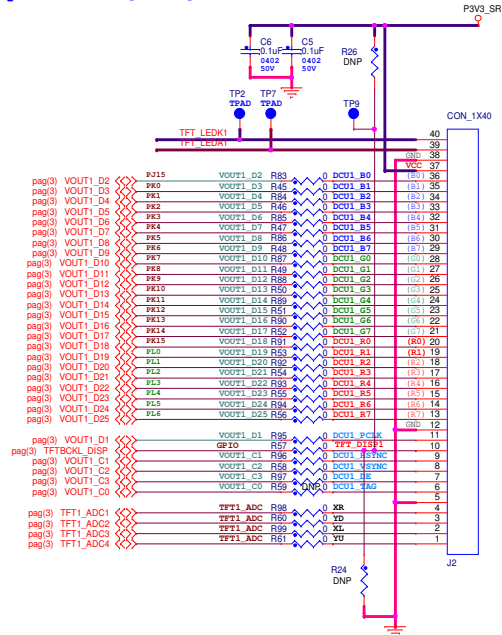 P3V3_SR
C6 C5
0.1uF 0.1uF
0402 0402
50V 50V
R26
DNP
TP2 TP7 TP9
TPAD TPAD
CON_1X40
TFT_LEDK1 40
TFT_LEDA1 39
GND 38
VCC 37
pag(3) VOUT1_D2 PJ15 VOUT1_D2 R83 0 DCU1_B0 (B0) 36
pag(3) VOUT1_D3 PK0 VOUT1_D3 R45 0 DCU1_B1 (B1) 35
pag(3) VOUT1_D4 PK1 VOUT1_D4 R84 0 DCU1_B2 (B2) 34
pag(3) VOUT1_D5 PK2 VOUT1_D5 R46 0 DCU1_B3 (B3) 33
pag(3) VOUT1_D6 PK3 VOUT1_D6 R85 0 DCU1_B4 (B4) 32
pag(3) VOUT1_D7 PK4 VOUT1_D7 R47 0 DCU1_B5 (B5) 31
pag(3) VOUT1_D8 PK5 VOUT1_D8 R86 0 DCU1_B6 (B6) 30
pag(3) VOUT1_D9 PK6 VOUT1_D9 R48 0 DCU1_B7 (B7) 29
pag(3) VOUT1_D10 PK7 VOUT1_D10 R87 0 DCU1_G0 (G0) 28
pag(3) VOUT1_D11 PK8 VOUT1_D11 R49 0 DCU1_G1 (G1) 27
pag(3) VOUT1_D12 PK9 VOUT1_D12 R88 0 DCU1_G2 (G2) 26
pag(3) VOUT1_D13 PK10 VOUT1_D13 R50 0 DCU1_G3 (G3) 25
pag(3) VOUT1_D14 PK11 VOUT1_D14 R89 0 DCU1_G4 (G4) 24
pag(3) VOUT1_D15 PK12 VOUT1_D15 R51 0 DCU1_G5 (G5) 23
pag(3) VOUT1_D16 PK13 VOUT1_D16 R90 0 DCU1_G6 (G6) 22
pag(3) VOUT1_D17 PK14 VOUT1_D17 R52 0 DCU1_G7 (G7) 21
pag(3) VOUT1_D18 PK15 VOUT1_D18 R91 0 DCU1_R0 (R0) 20
pag(3) VOUT1_D19 PL0 VOUT1_D19 R53 0 DCU1_R1 (R1) 19
pag(3) VOUT1_D20 PL1 VOUT1_D20 R92 0 DCU1_R2 (R2) 18
pag(3) VOUT1_D21 PL2 VOUT1_D21 R54 0 DCU1_R3 (R3) 17
pag(3) VOUT1_D22 PL3 VOUT1_D22 R93 0 DCU1_R4 (R4) 16
pag(3) VOUT1_D23 PL4 VOUT1_D23 R55 0 DCU1_R5 (R5) 15
pag(3) VOUT1_D24 PL5 VOUT1_D24 R94 0 DCU1_R6 (R6) 14
pag(3) VOUT1_D25 PL6 VOUT1_D25 R56 0 DCU1_R7 (R7) 13
GND 12
pag(3) VOUT1_D1 VOUT1_D1 R95 0 DCU1_PCLK 11
pag(3) TFTBCKL_DISP GPIO R57 0 TFT_DISP1 10
pag(3) VOUT1_C1 VOUT1_C1 R96 0 DCU1_HSYNC 9
pag(3) VOUT1_C2 VOUT1_C2 R58 0 DCU1_VSYNC 8
pag(3) VOUT1_C3 VOUT1_C3 R97 0 DCU1_DE 7
pag(3) VOUT1_C0 VOUT1_C0 R59 DNP 0 DCU1_TAG 6
5
pag(3) TFT1_ADC1 TFT1_ADC R98 0 XR 4
pag(3) TFT1_ADC2 TFT1_ADC R60 0 YD 3
pag(3) TFT1_ADC3 TFT1_ADC R99 0 XL 2
pag(3) TFT1_ADC4 TFT1_ADC R61 0 YU 1
J2
R24
DNP